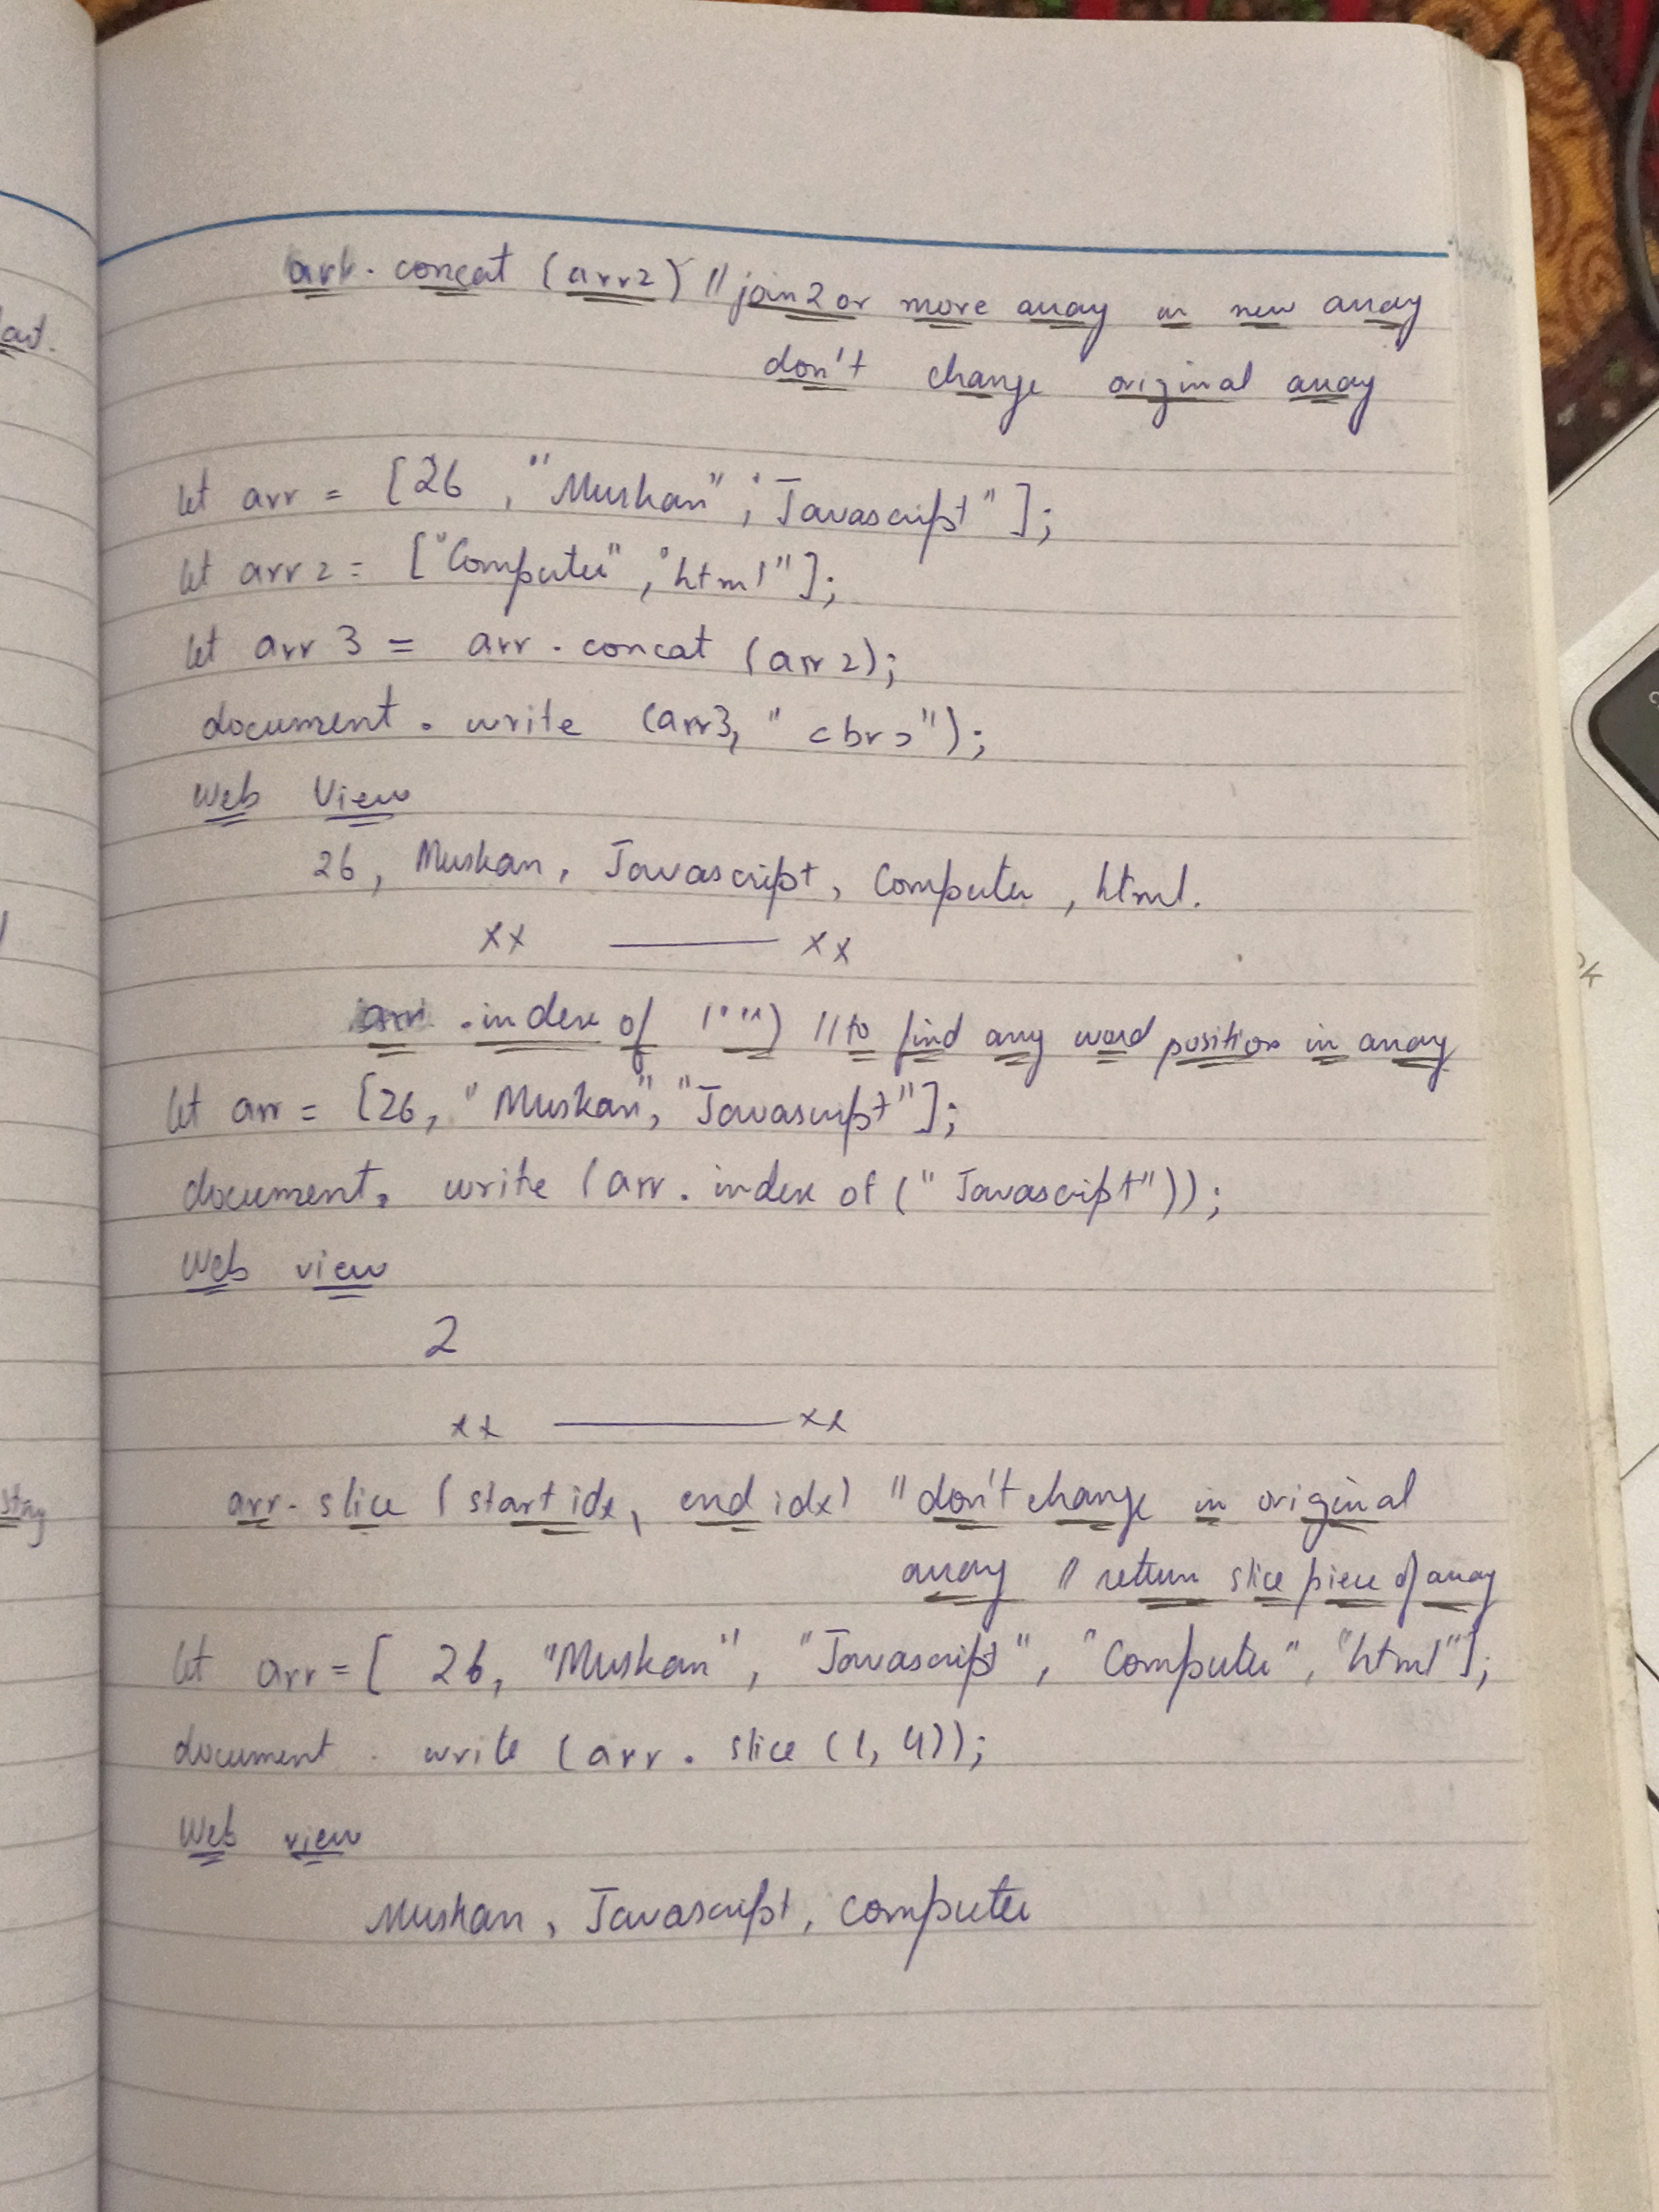 arr. concat (arr2) // join 2 or more array in new array
don't change original array
let arr = [26, "Muskan", "Javascript"];
let arr2 = ["Computer", "html"];
let arr 3 = arr. concat (arr 2);
document. write (arr3, "<br>");
Web View
26, Muskan, Javascript, Computer, html.
xx —— xx
arr .index of (" ") // to find any word position in array
let arr = [26, "Muskan", "Javascript"];
document. write (arr. index of ("Javascript"));
Web view
2
xx —— xx
arr. slice (start idx, end idx) // don't change in original
array // return slice piece of array
let arr = [ 26, "Muskan", "Javascript", "Computer", "html"];
document . write (arr. slice (1, 4));
Web view
Muskan, Javascript, Computer